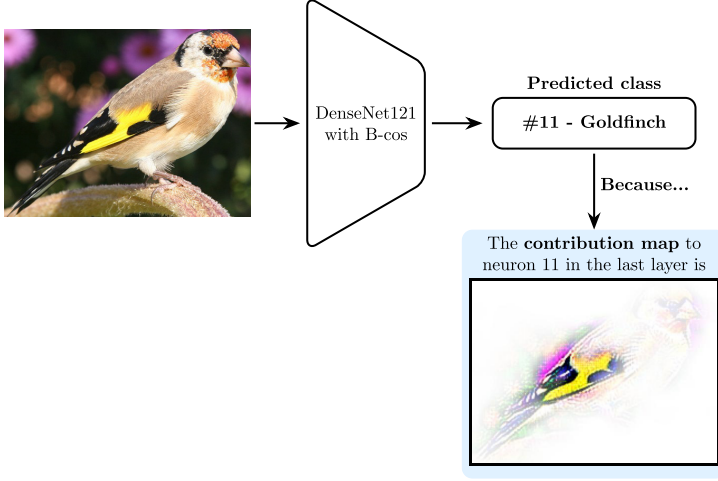 DenseNet121
with B-cos
Predicted class
#11 - Goldfinch
Because...
The contribution map to
neuron 11 in the last layer is